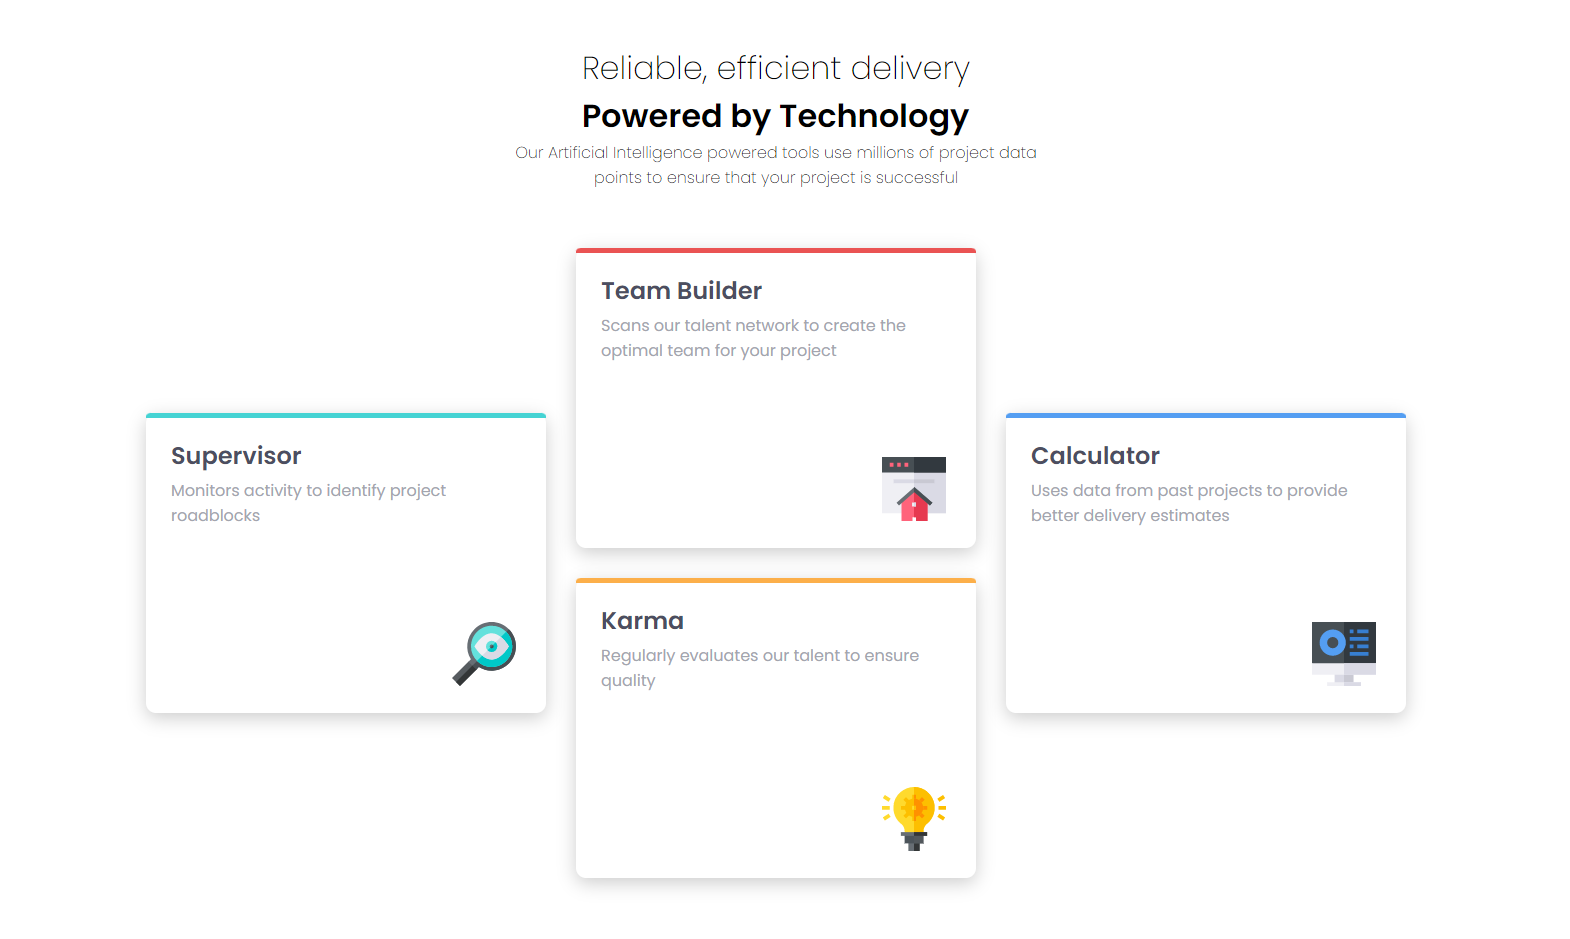 Reliable, efficient delivery
Powered by Technology
Our Artificial Intelligence powered tools use millions of project data
points to ensure that your project is successful
Team Builder
Scans our talent network to create the
optimal team for your project
Supervisor
Monitors activity to identify project
roadblocks
Calculator
Uses data from past projects to provide
better delivery estimates
Karma
Regularly evaluates our talent to ensure
quality